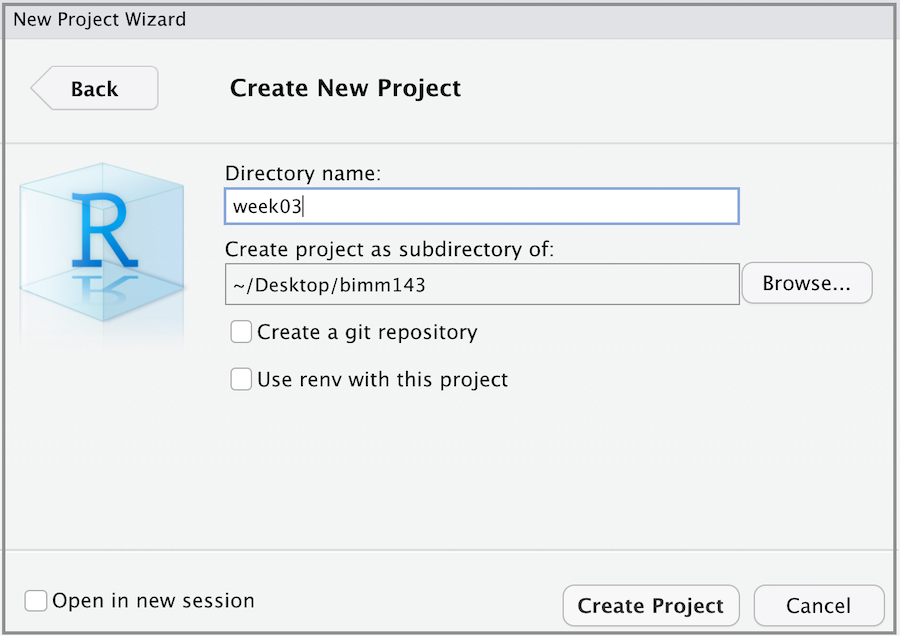 New Project Wizard
Back
Create New Project
R
Directory name:
week03
Create project as subdirectory of:
~/Desktop/bimm143
Browse...
Create a git repository
Use renv with this project
Open in new session
Create Project
Cancel